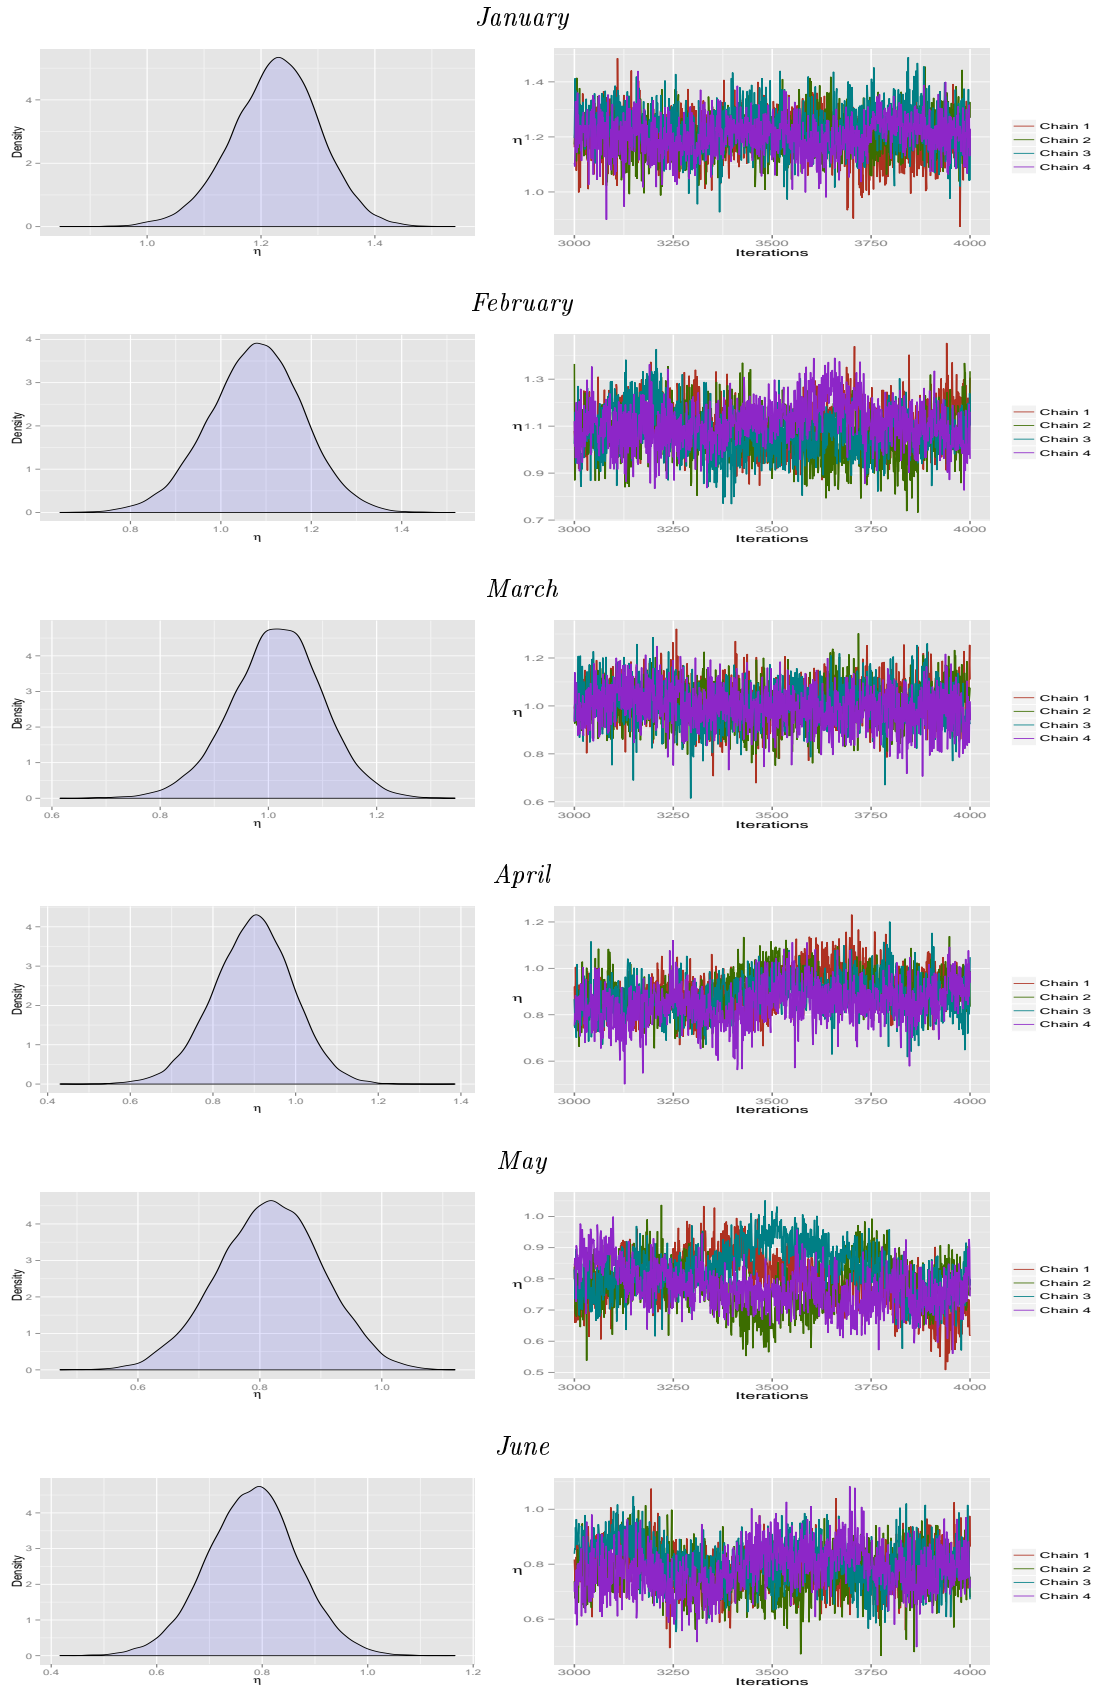 January
Density
4
2
0
1.0 1.2 1.4
η
η
1.4
1.2
1.0
3000 3250 3500 3750 4000
Iterations
Chain 1
Chain 2
Chain 3
Chain 4
February
Density
4
3
2
1
0
0.8 1.0 1.2 1.4
η
η
1.3
1.1
0.9
0.7
3000 3250 3500 3750 4000
Iterations
Chain 1
Chain 2
Chain 3
Chain 4
March
Density
4
3
2
1
0
0.6 0.8 1.0 1.2
η
η
1.2
1.0
0.8
0.6
3000 3250 3500 3750 4000
Iterations
Chain 1
Chain 2
Chain 3
Chain 4
April
Density
4
3
2
1
0
0.4 0.6 0.8 1.0 1.2 1.4
η
η
1.2
1.0
0.8
0.6
3000 3250 3500 3750 4000
Iterations
Chain 1
Chain 2
Chain 3
Chain 4
May
Density
4
3
2
1
0
0.6 0.8 1.0
η
η
1.0
0.9
0.8
0.7
0.6
0.5
3000 3250 3500 3750 4000
Iterations
Chain 1
Chain 2
Chain 3
Chain 4
June
Density
4
3
2
1
0
0.4 0.6 0.8 1.0 1.2
η
η
1.0
0.8
0.6
3000 3250 3500 3750 4000
Iterations
Chain 1
Chain 2
Chain 3
Chain 4